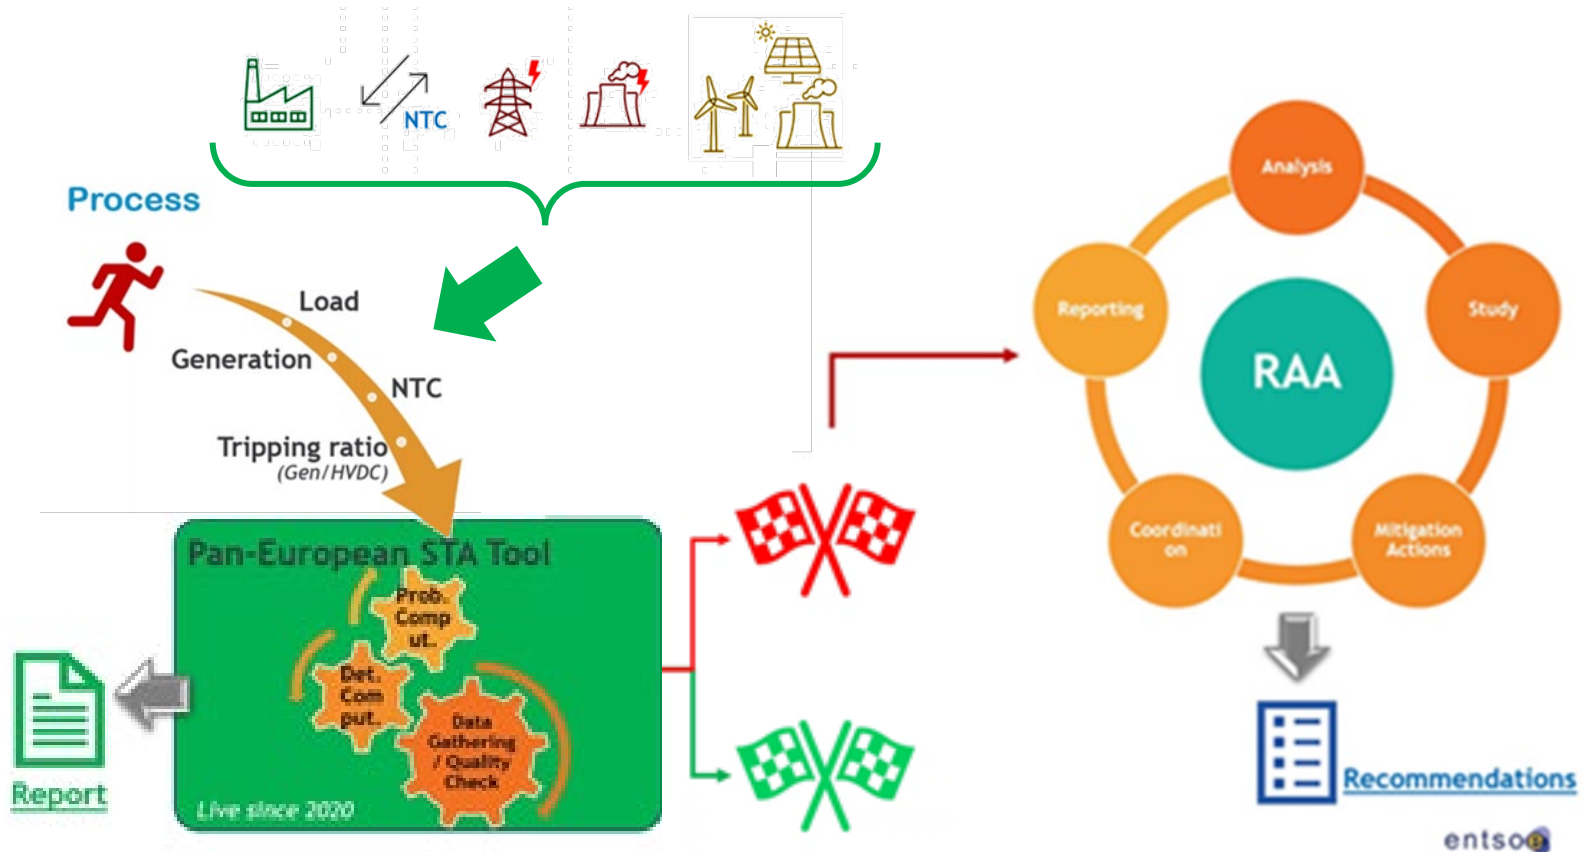 NTC
Process
Load
Generation
NTC
Tripping ratio
(Gen/HVDC)
Pan-European STA Tool
Prob.
Comp
ut.
Det.
Com
put.
Data
Gathering
/ Quality
Check
Live since 2020
Report
Analysis
Study
Mitigation
Actions
Coordinati
on
Reporting
RAA
Recommendations
entsoe